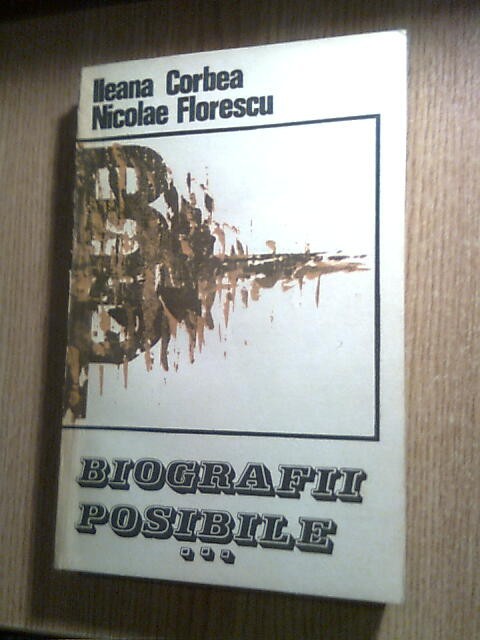 Ileana Corbea
Nicolae Florescu
B
BIOGRAFII
POSIBILE
...